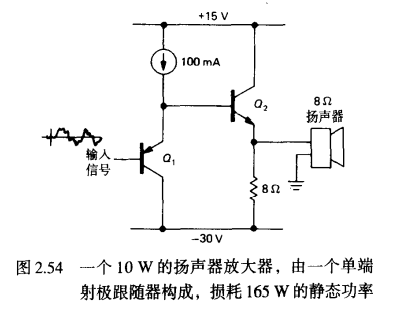 +15 V
100 mA
Q2
8 Ω
扬声器
输入
信号
Q1
8 Ω
−30 V
图 2.54 一个 10 W 的扬声器放大器，由一个单端
射极跟随器构成，损耗 165 W 的静态功率